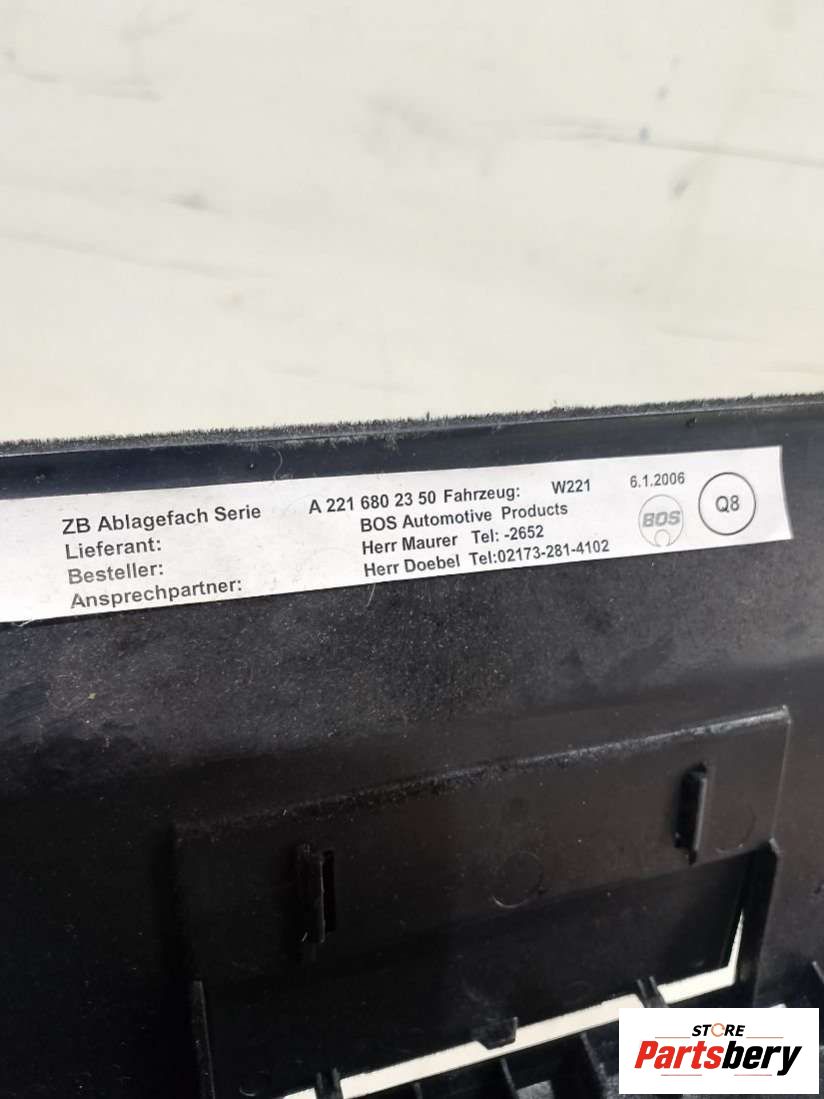 ZB Ablagefach Serie A 221 680 23 50 Fahrzeug: W221 6.1.2006
Lieferant: BOS Automotive Products BOS Q8
Besteller: Herr Maurer Tel: -2652
Ansprechpartner: Herr Doebel Tel:02173-281-4102
STORE
Partsbery